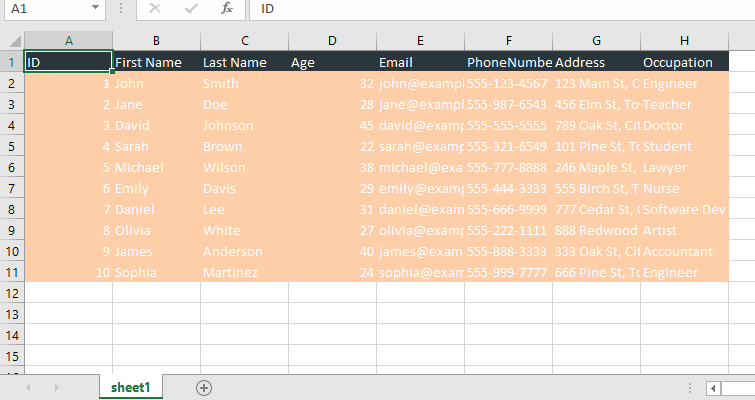 A1 fx ID
A B C D E F G H
1 ID First Name Last Name Age Email PhoneNumbe Address Occupation
2 1 John Smith 32 john@exampl 555-123-4567 123 Main St, C Engineer
3 2 Jane Doe 28 jane@exampl 555-987-6543 456 Elm St, To Teacher
4 3 David Johnson 45 david@examp 555-555-5555 789 Oak St, Cit Doctor
5 4 Sarah Brown 22 sarah@examp 555-321-6549 101 Pine St, To Student
6 5 Michael Wilson 38 michael@exa 555-777-8888 246 Maple St, Lawyer
7 6 Emily Davis 29 emily@examp 555-444-3333 555 Birch St, T Nurse
8 7 Daniel Lee 31 daniel@exam 555-666-9999 777 Cedar St, Software Dev
9 8 Olivia White 27 olivia@examp 555-222-1111 888 Redwood Artist
10 9 James Anderson 40 james@exam 555-888-3333 333 Oak St, Cit Accountant
11 10 Sophia Martinez 24 sophia@exam 555-999-7777 666 Pine St, To Engineer
12
13
14
15
sheet1